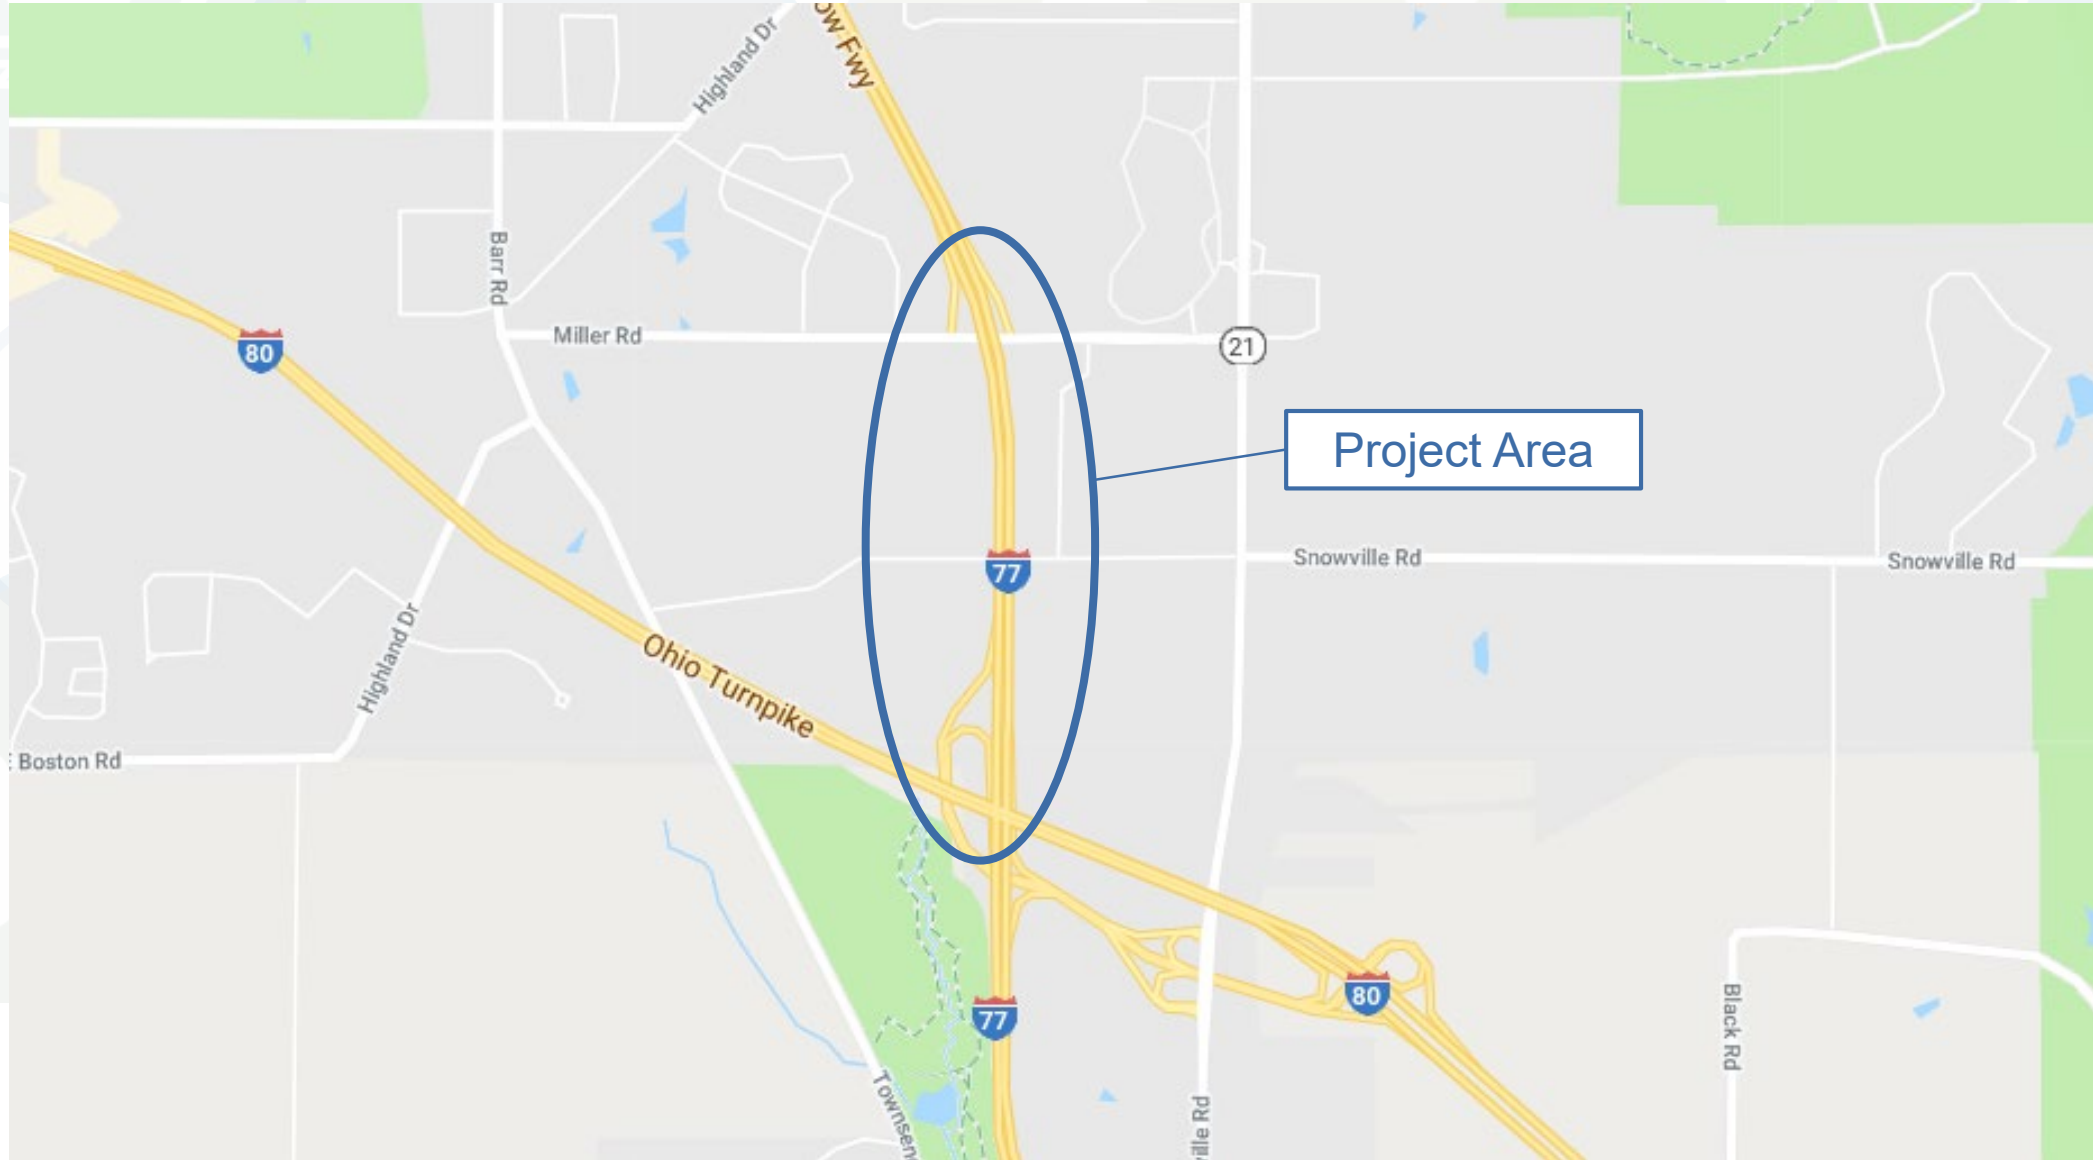 ow Fwy
Highland Dr
Barr Rd
80
Miller Rd
21
Project Area
77
Snowville Rd
Snowville Rd
Highland Dr
Ohio Turnpike
Boston Rd
80
77
Black Rd
Townsen
lle Rd